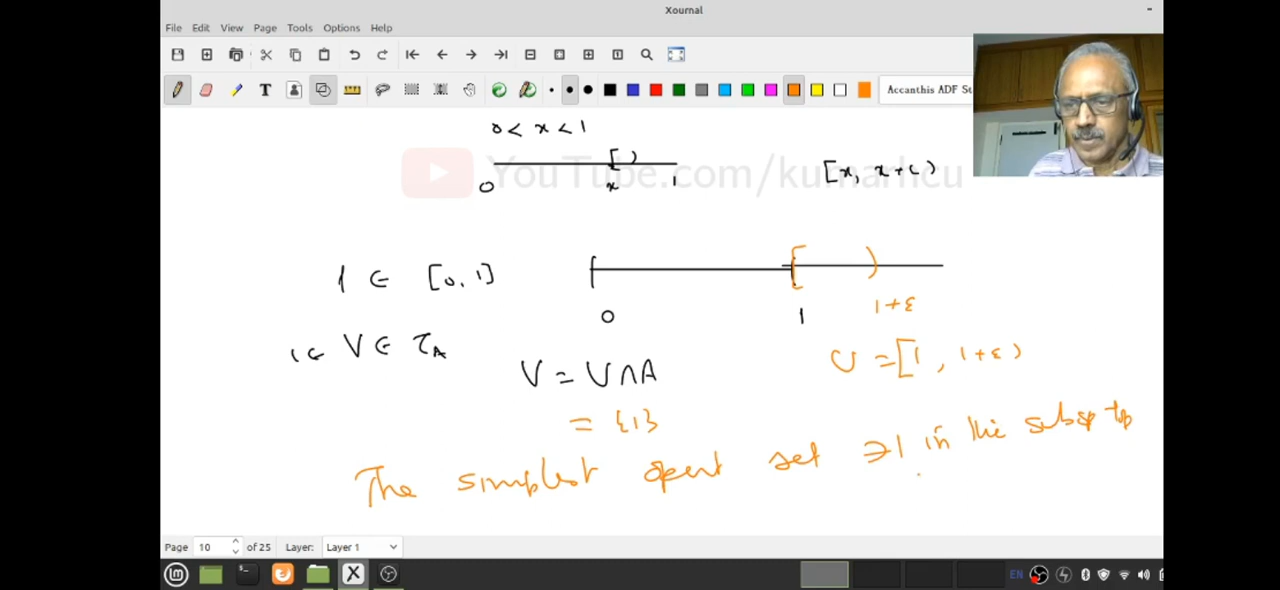 Xournal
File Edit View Page Tools Options Help
Accanthis ADF St
0 < x < 1
[ )
0 x 1
[x, x+ε)
YouTube.com/kumarhcu
1 ∈ [0, 1]
[ )
0 1 1+ε
1 ∈ V ∈ τ_A
V = U ∩ A
U = [1, 1+ε)
= {1}
The simplest open set ∋ 1 in the subsp top
Page 10 of 25 Layer: Layer 1
EN